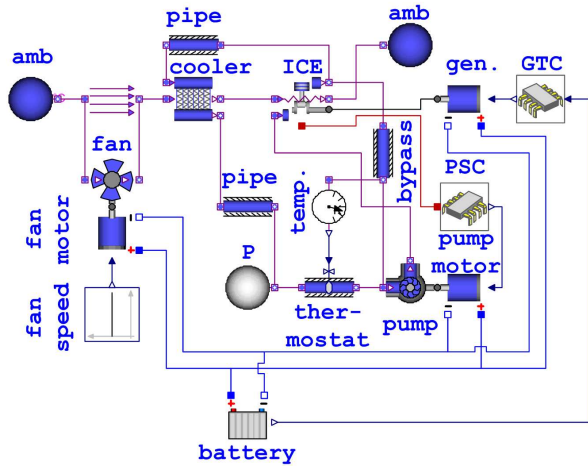 pipe
amb
amb
cooler
ICE
gen.
GTC
fan
PSC
pipe
temp.
bypass
fan
motor
P
pump
motor
fan
speed
ther-
mostat
pump
battery